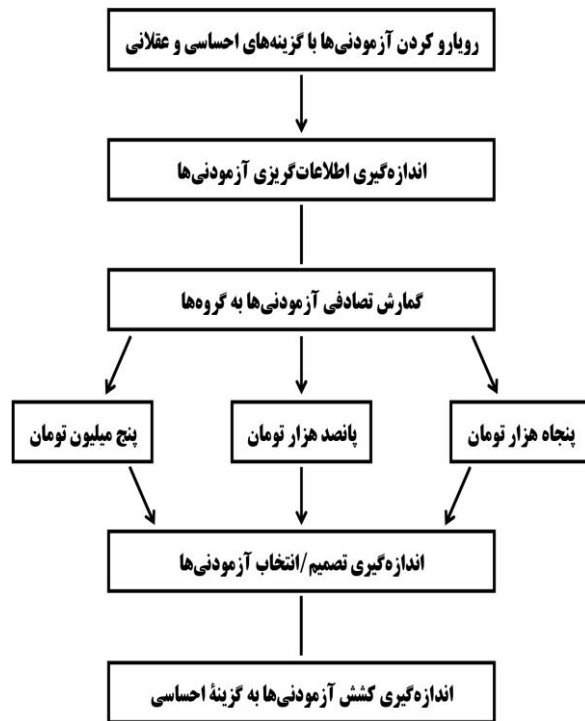 رویارو کردن آزمودنی‌ها با گزینه‌های احساسی و عقلانی
اندازه‌گیری اطلاعات‌گریزی آزمودنی‌ها
گمارش تصادفی آزمودنی‌ها به گروه‌ها
پنجاه هزار تومان
پانصد هزار تومان
پنج میلیون تومان
اندازه‌گیری تصمیم/انتخاب آزمودنی‌ها
اندازه‌گیری کشش آزمودنی‌ها به گزینهٔ احساسی